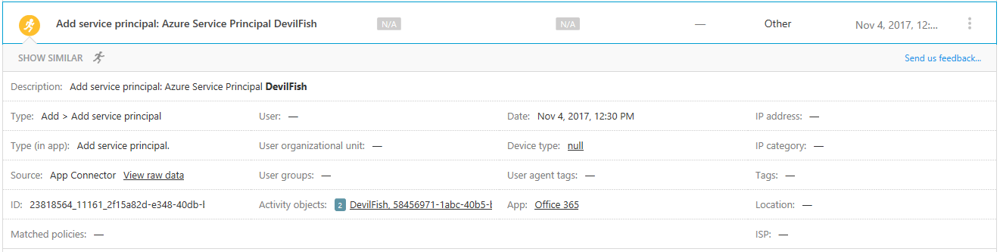 Add service principal: Azure Service Principal DevilFish N/A N/A — Other Nov 4, 2017, 12:...
SHOW SIMILAR Send us feedback...
Description: Add service principal: Azure Service Principal DevilFish
Type: Add > Add service principal User: — Date: Nov 4, 2017, 12:30 PM IP address: —
Type (in app): Add service principal. User organizational unit: — Device type: null IP category: —
Source: App Connector View raw data User groups: — User agent tags: — Tags: —
ID: 23818564_11161_2f15a82d-e348-40db-b Activity objects: 2 DevilFish, 58456971-1abc-40b5-b App: Office 365 Location: —
Matched policies: — ISP: —